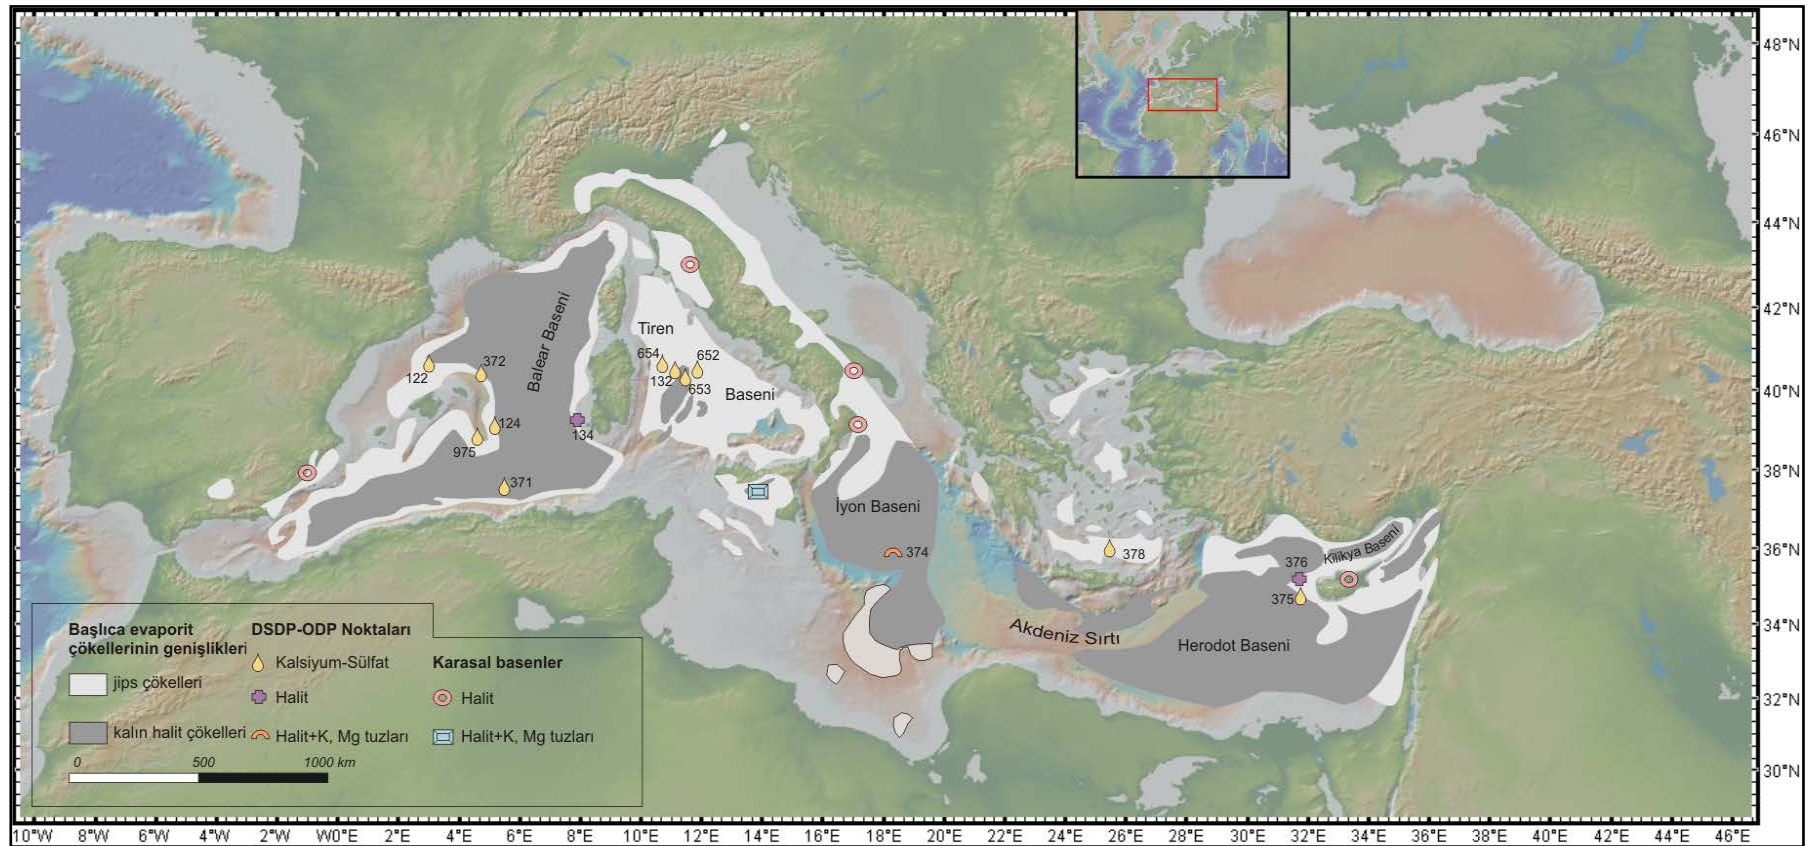 48°N
46°N
44°N
42°N
40°N
38°N
36°N
34°N
32°N
30°N
Tiren
Baseni
Balear Baseni
654
652
132
653
372
122
124
134
975
371
İyon Baseni
374
378
376
375
Kilikya Baseni
Akdeniz Sırtı
Herodot Baseni
Başlıca evaporit
çökellerinin genişlikleri
jips çökelleri
kalın halit çökelleri
0 500 1000 km
DSDP-ODP Noktaları
Kalsiyum-Sülfat
Halit
Halit+K, Mg tuzları
Karasal basenler
Halit
Halit+K, Mg tuzları
10°W 8°W 6°W 4°W 2°W 0°E 2°E 4°E 6°E 8°E 10°E 12°E 14°E 16°E 18°E 20°E 22°E 24°E 26°E 28°E 30°E 32°E 34°E 36°E 38°E 40°E 42°E 44°E 46°E